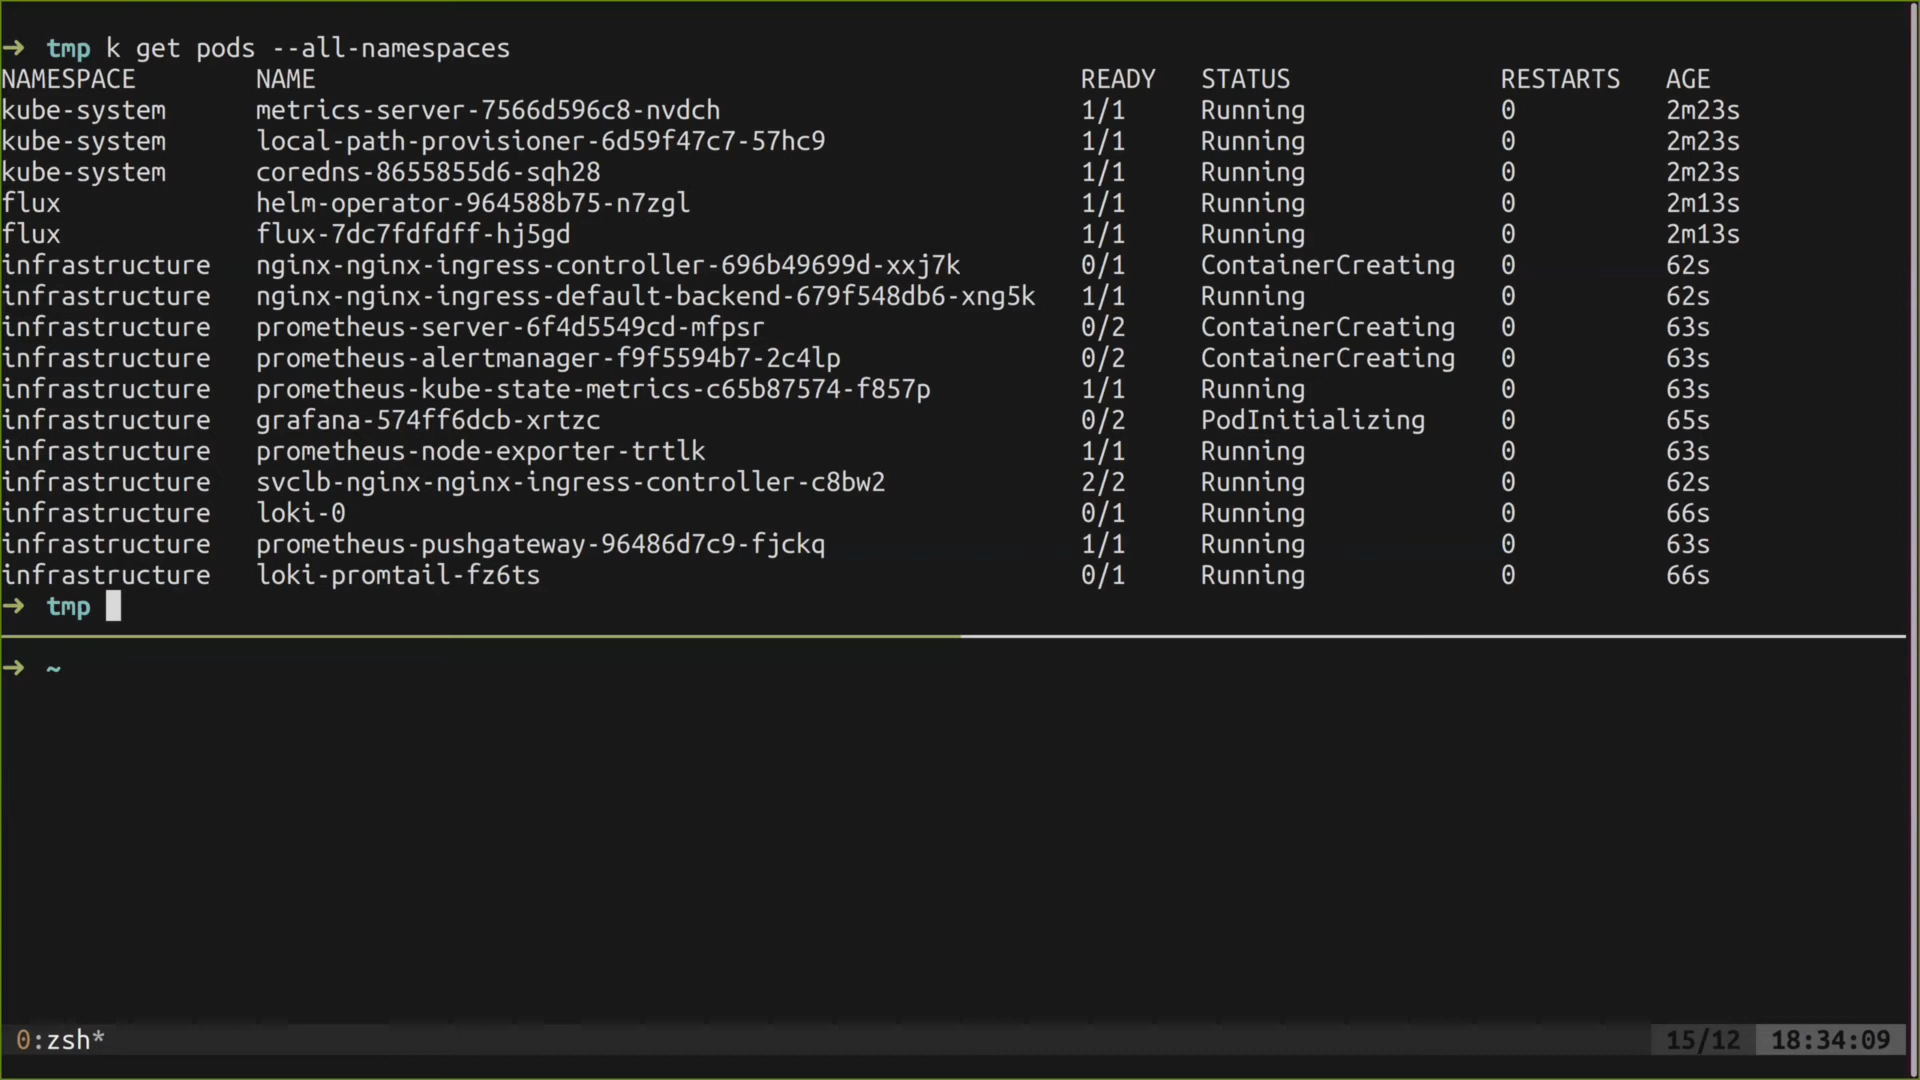 ➜ tmp k get pods --all-namespaces
NAMESPACE NAME READY STATUS RESTARTS AGE
kube-system metrics-server-7566d596c8-nvdch 1/1 Running 0 2m23s
kube-system local-path-provisioner-6d59f47c7-57hc9 1/1 Running 0 2m23s
kube-system coredns-8655855d6-sqh28 1/1 Running 0 2m23s
flux helm-operator-964588b75-n7zgl 1/1 Running 0 2m13s
flux flux-7dc7fdfdff-hj5gd 1/1 Running 0 2m13s
infrastructure nginx-nginx-ingress-controller-696b49699d-xxj7k 0/1 ContainerCreating 0 62s
infrastructure nginx-nginx-ingress-default-backend-679f548db6-xng5k 1/1 Running 0 62s
infrastructure prometheus-server-6f4d5549cd-mfpsr 0/2 ContainerCreating 0 63s
infrastructure prometheus-alertmanager-f9f5594b7-2c4lp 0/2 ContainerCreating 0 63s
infrastructure prometheus-kube-state-metrics-c65b87574-f857p 1/1 Running 0 63s
infrastructure grafana-574ff6dcb-xrtzc 0/2 PodInitializing 0 65s
infrastructure prometheus-node-exporter-trtlk 1/1 Running 0 63s
infrastructure svclb-nginx-nginx-ingress-controller-c8bw2 2/2 Running 0 62s
infrastructure loki-0 0/1 Running 0 66s
infrastructure prometheus-pushgateway-96486d7c9-fjckq 1/1 Running 0 63s
infrastructure loki-promtail-fz6ts 0/1 Running 0 66s
➜ tmp
➜ ~
0:zsh* 15/12 18:34:09